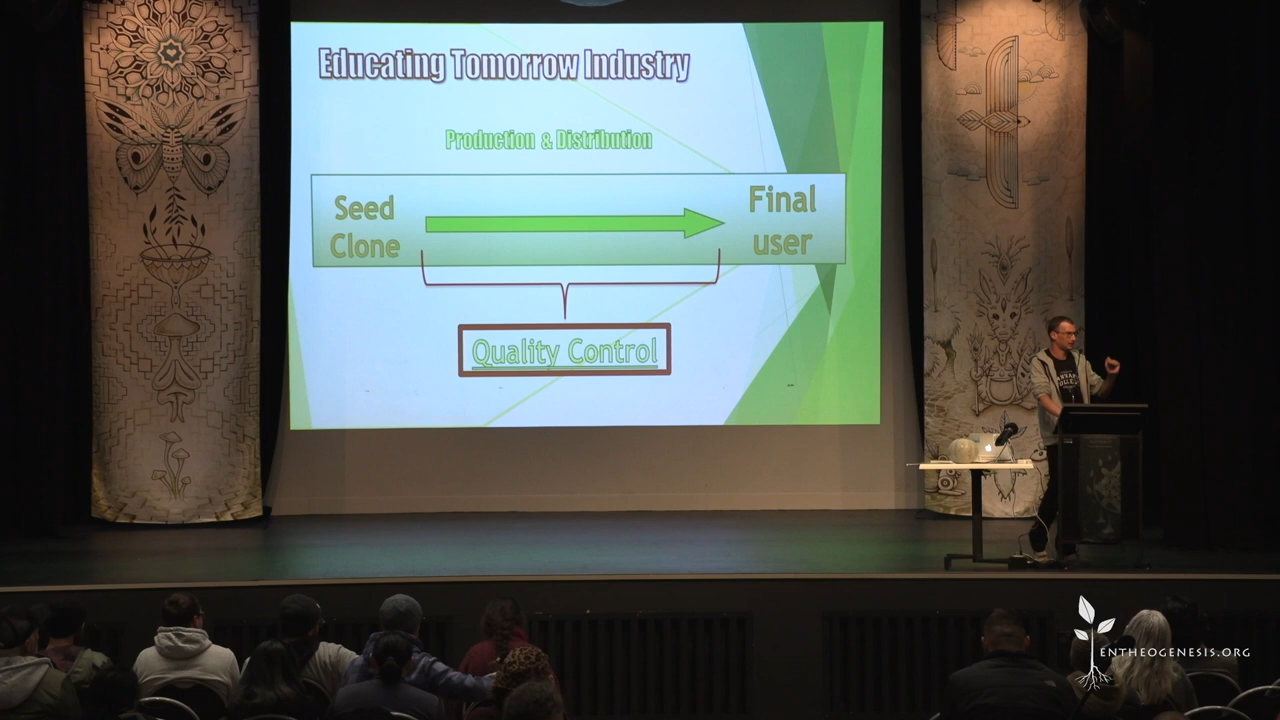 Educating Tomorrow Industry
Production & Distribution
Seed
Clone
Final
user
Quality Control
ENTHEOGENESIS.ORG